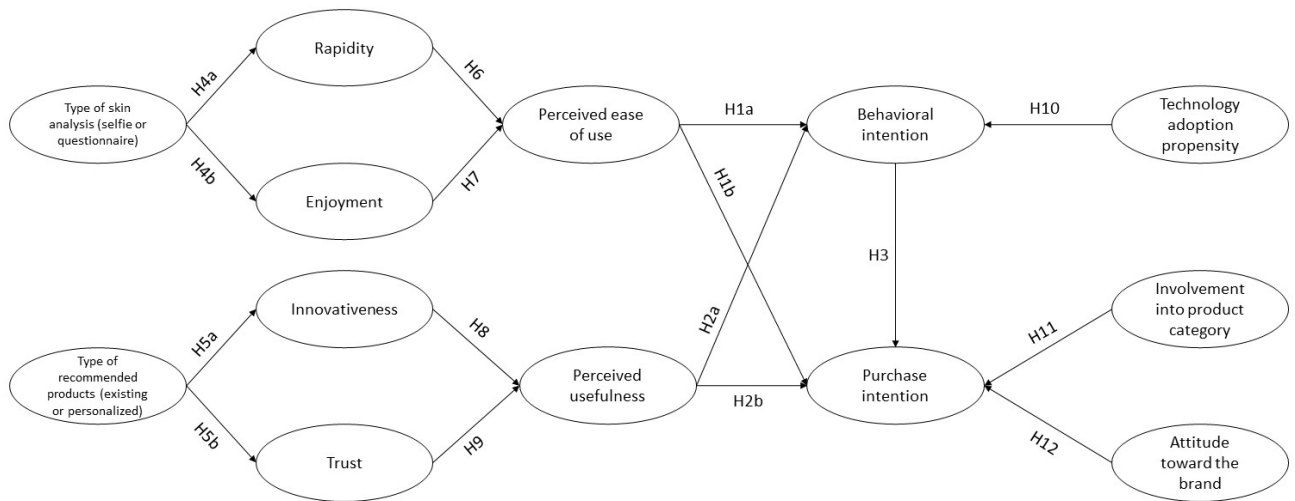 Rapidity
H4a
H6
Type of skin
analysis (selfie or
questionnaire)
Perceived ease
of use
H1a
Behavioral
intention
H10
Technology
adoption
propensity
H4b
H7
H1b
Enjoyment
H3
Innovativeness
H5a
H8
H2a
Involvement
into product
category
H11
Type of
recommended
products (existing
or personalized)
Perceived
usefulness
H2b
Purchase
intention
H5b
H9
H12
Trust
Attitude
toward the
brand